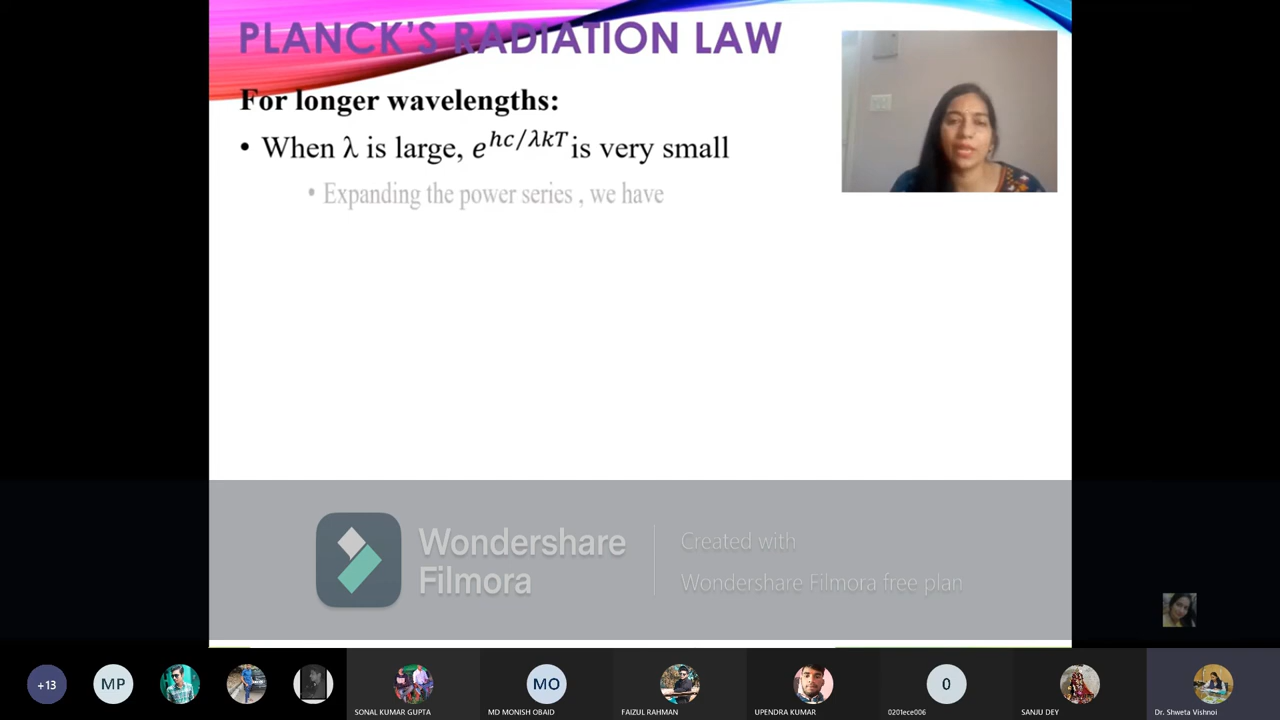 PLANCK'S RADIATION LAW
For longer wavelengths:
• When λ is large, e^{hc/λkT} is very small
• Expanding the power series , we have
Wondershare
Filmora
Created with
Wondershare Filmora free plan
+13
MP
SONAL KUMAR GUPTA
MO
MD MONISH OBAID
FAIZUL RAHMAN
UPENDRA KUMAR
0
0201ece006
SANJU DEY
Dr. Shweta Vishnoi